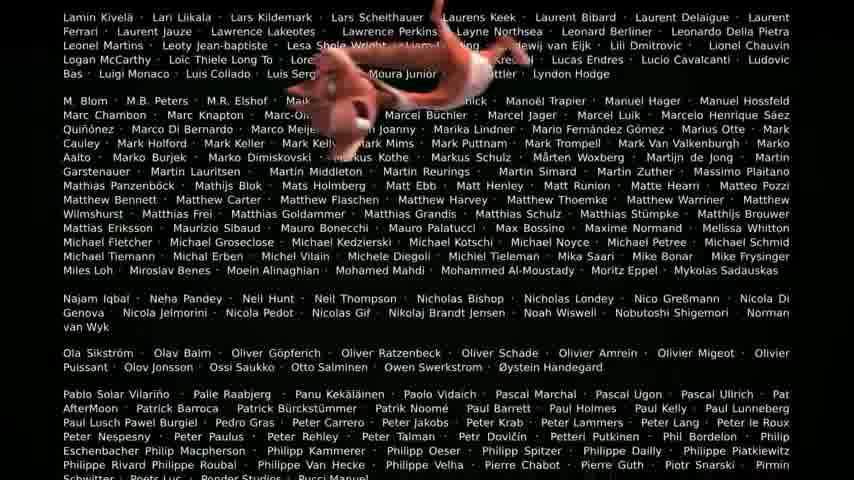 Lamin Kivelä · Lari Liikala · Lars Kildemark · Lars Scheithauer · Laurens Keek · Laurent Bibard · Laurent Delaigue · Laurent
Ferrari · Laurent Jauze · Lawrence Lakeotes · Lawrence Perkins · Layne Northsea · Leonard Berliner · Leonardo Della Pietra
Leonel Martins · Leoty Jean-baptiste · Lesa · van Eijk · Lili Dmitrovic · Lionel Chauvin
Logan McCarthy · Loïc Thiele Long To · Lucas Endres · Lucio Cavalcanti · Ludovic
Bas · Luigi Monaco · Luis Collado · Luis Moura Junior · Lyndon Hodge
M. Blom · M.B. Peters · M.R. Elshof · Manoël Trapier · Manuel Hager · Manuel Hossfeld
Marc Chambon · Marc Knapton · Marcel Büchler · Marcel Jager · Marcel Luik · Marcelo Henrique Sáez
Quiñónez · Marco Di Bernardo · Marco Joanny · Marika Lindner · Mario Fernández Gómez · Marius Otte · Mark
Cauley · Mark Holford · Mark Keller · Mark Mark Mims · Mark Puttnam · Mark Trompell · Mark Van Valkenburgh · Marko
Aalto · Marko Burjek · Marko Dimiskovski · Markus Kothe · Markus Schulz · Mårten Woxberg · Martijn de Jong · Martin
Garstenauer · Martin Lauritsen · Martin Middleton · Martin Reurings · Martin Simard · Martin Zuther · Massimo Plaitano
Mathias Panzenböck · Mathijs Blok · Mats Holmberg · Matt Ebb · Matt Henley · Matt Runion · Matte Hearn · Matteo Pozzi
Matthew Bennett · Matthew Carter · Matthew Flaschen · Matthew Harvey · Matthew Thoemke · Matthew Warriner · Matthew
Wilmshurst · Matthias Frei · Matthias Goldammer · Matthias Grandis · Matthias Schulz · Matthias Stümpke · Matthijs Brouwer
Mattias Eriksson · Maurizio Sibaud · Mauro Bonecchi · Mauro Palatucci · Max Bossino · Maxime Normand · Melissa Whitton
Michael Fletcher · Michael Groseclose · Michael Kedzierski · Michael Kotschi · Michael Noyce · Michael Petree · Michael Schmid
Michael Tiemann · Michal Erben · Michel Vilain · Michele Diegoli · Michiel Tieleman · Mika Saari · Mike Bonar · Mike Frysinger
Miles Loh · Miroslav Benes · Moein Alinaghian · Mohamed Mahdi · Mohammed Al-Moustady · Moritz Eppel · Mykolas Sadauskas
Najam Iqbal · Neha Pandey · Neil Hunt · Neil Thompson · Nicholas Bishop · Nicholas Londey · Nico Greßmann · Nicola Di
Genova · Nicola Jelmorini · Nicola Pedot · Nicolas Gif · Nikolaj Brandt Jensen · Noah Wiswell · Nobutoshi Shigemori · Norman
van Wyk
Ola Sikström · Olav Balm · Oliver Göpferich · Oliver Ratzenbeck · Oliver Schade · Olivier Amrein · Olivier Migeot · Olivier
Puissant · Olov Jonsson · Ossi Saukko · Otto Salminen · Owen Swerkstrom · Øystein Handegard
Pablo Solar Vilariño · Palle Raabjerg · Panu Kekäläinen · Paolo Vidaich · Pascal Marchal · Pascal Ugon · Pascal Ullrich · Pat
AfterMoon · Patrick Barroca · Patrick Bürckstümmer · Patrik Noomé · Paul Barrett · Paul Holmes · Paul Kelly · Paul Lunneberg
Paul Lusch Pawel Burgiel · Pedro Gras · Peter Carrero · Peter Jakobs · Peter Krab · Peter Lammers · Peter Lang · Peter le Roux
Peter Nespesny · Peter Paulus · Peter Rehley · Peter Talman · Petr Dovičín · Petteri Putkinen · Phil Bordelon · Philip
Eschenbacher Philip Macpherson · Philipp Kammerer · Philipp Oeser · Philipp Spitzer · Philippe Dailly · Philippe Piatkiewitz
Philippe Rivard Philippe Roubal · Philippe Van Hecke · Philippe Velha · Pierre Chabot · Pierre Guth · Piotr Snarski · Pirmin
Schwitter · Poets Luc · Ponder Studios · Pucci Manuel